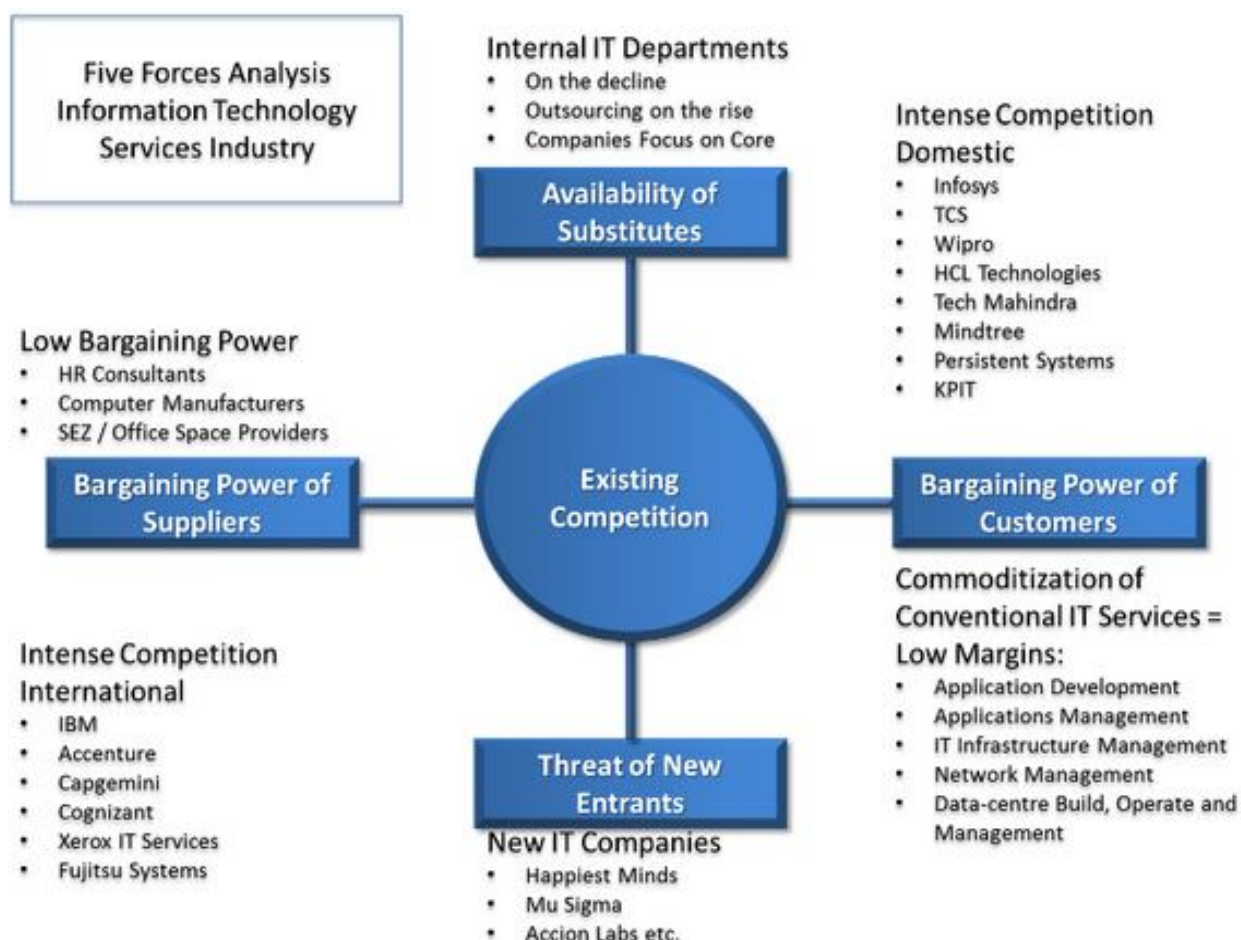 Five Forces Analysis
Information Technology
Services Industry
Internal IT Departments
• On the decline
• Outsourcing on the rise
• Companies Focus on Core
Availability of
Substitutes
Intense Competition
Domestic
• Infosys
• TCS
• Wipro
• HCL Technologies
• Tech Mahindra
• Mindtree
• Persistent Systems
• KPIT
Low Bargaining Power
• HR Consultants
• Computer Manufacturers
• SEZ / Office Space Providers
Bargaining Power of
Suppliers
Existing
Competition
Bargaining Power of
Customers
Commoditization of
Conventional IT Services =
Low Margins:
• Application Development
• Applications Management
• IT Infrastructure Management
• Network Management
• Data-centre Build, Operate and
Management
Intense Competition
International
• IBM
• Accenture
• Capgemini
• Cognizant
• Xerox IT Services
• Fujitsu Systems
Threat of New
Entrants
New IT Companies
• Happiest Minds
• Mu Sigma
• Accion Labs etc.